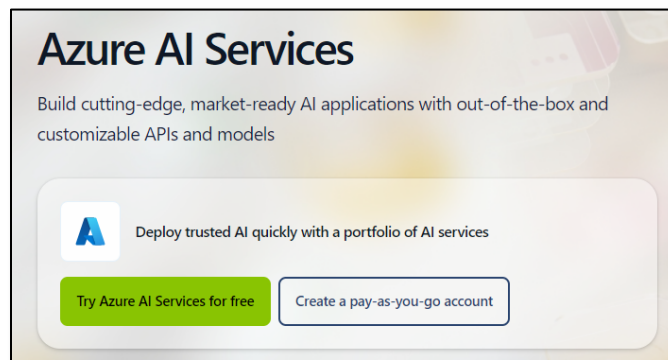 Azure AI Services
Build cutting-edge, market-ready AI applications with out-of-the-box and
customizable APIs and models
Deploy trusted AI quickly with a portfolio of AI services
Try Azure AI Services for free
Create a pay-as-you-go account